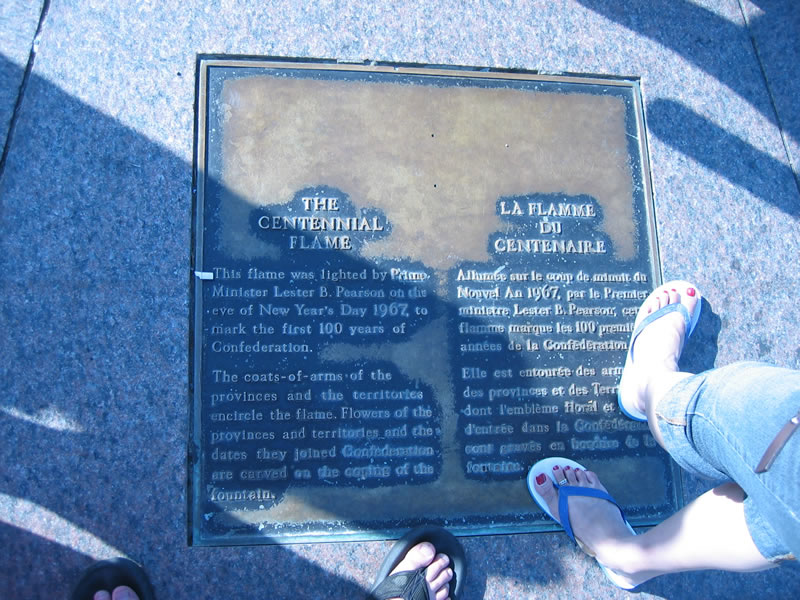 THE
CENTENNIAL
FLAME
This flame was lighted by Prime
Minister Lester B. Pearson on the
eve of New Year's Day 1967, to
mark the first 100 years of
Confederation.
The coats-of-arms of the
provinces and the territories
encircle the flame. Flowers of the
provinces and territories and the
dates they joined Confederation
are carved on the coping of the
fountain.
LA FLAMME
DU
CENTENAIRE
Allumée sur le coup de minuit du
Nouvel An 1967, par le Premier
ministre, Lester B. Pearson,
flamme marque les 100
années de la Confédération
Elle est entourée des
des provinces et des
dont l'emblème floral et
d'entrée dans la
sont gravés en bordure de la
fontaine.